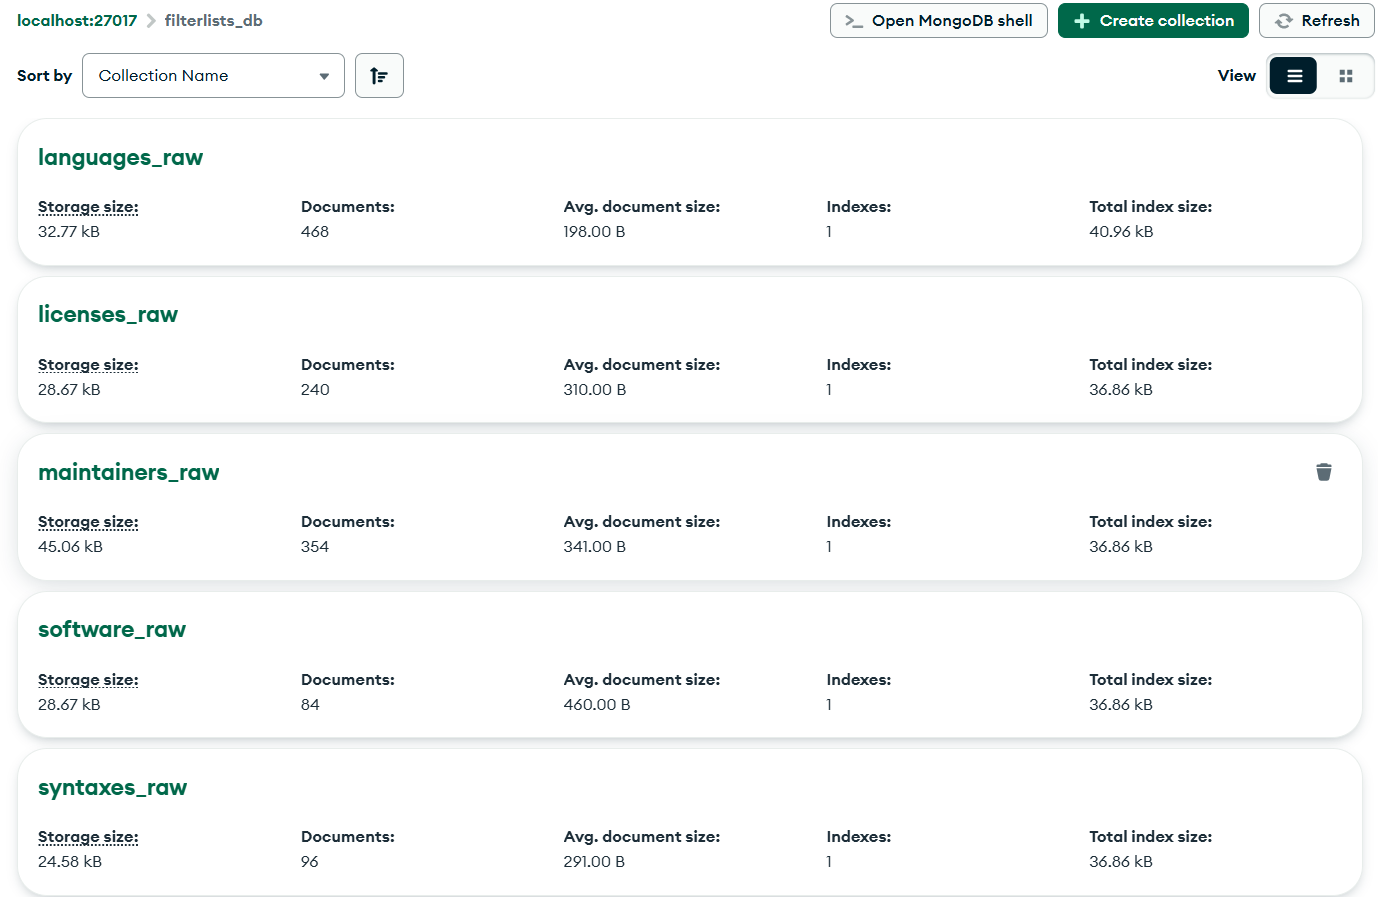 localhost:27017 filterlists_db Open MongoDB shell Create collection Refresh
Sort by Collection Name View
languages_raw
Storage size: Documents: Avg. document size: Indexes: Total index size:
32.77 kB 468 198.00 B 1 40.96 kB
licenses_raw
Storage size: Documents: Avg. document size: Indexes: Total index size:
28.67 kB 240 310.00 B 1 36.86 kB
maintainers_raw
Storage size: Documents: Avg. document size: Indexes: Total index size:
45.06 kB 354 341.00 B 1 36.86 kB
software_raw
Storage size: Documents: Avg. document size: Indexes: Total index size:
28.67 kB 84 460.00 B 1 36.86 kB
syntaxes_raw
Storage size: Documents: Avg. document size: Indexes: Total index size:
24.58 kB 96 291.00 B 1 36.86 kB